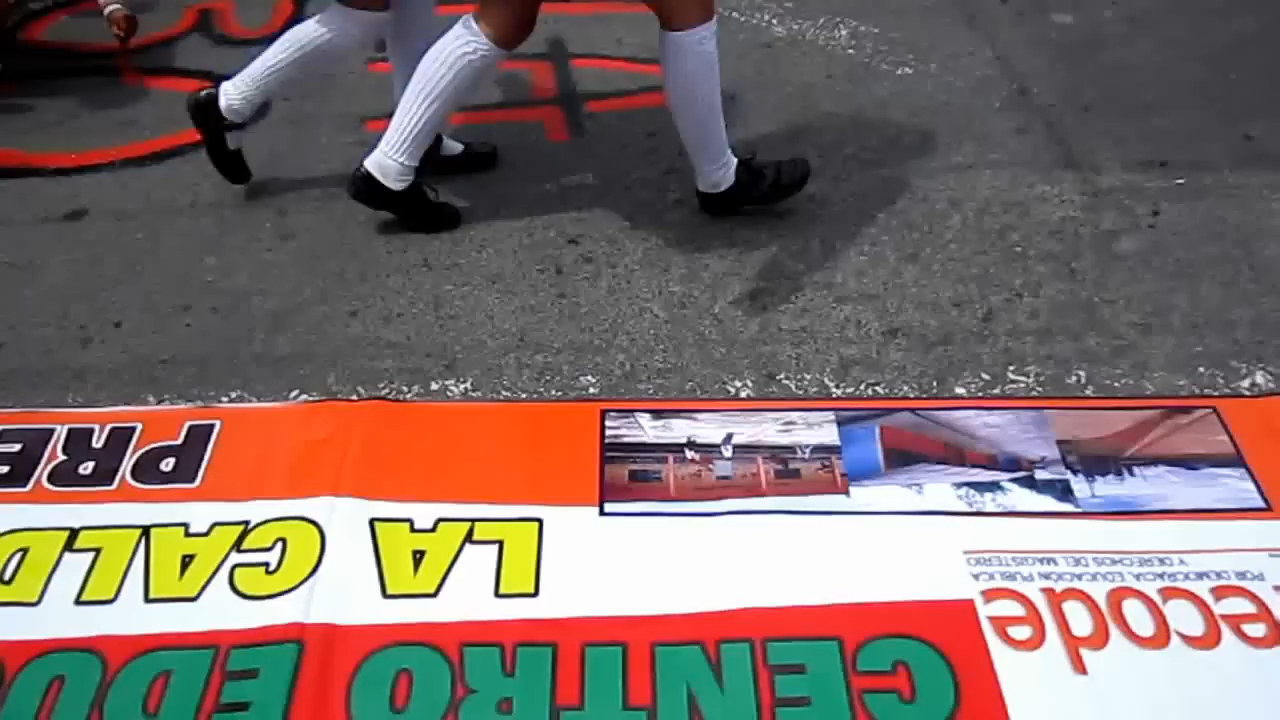 CENTRO EDU
LA CALD
PRE
ecode
POR DEMOCRACIA, EDUCACIÓN PÚBLICA
Y DERECHOS DEL MAGISTERIO